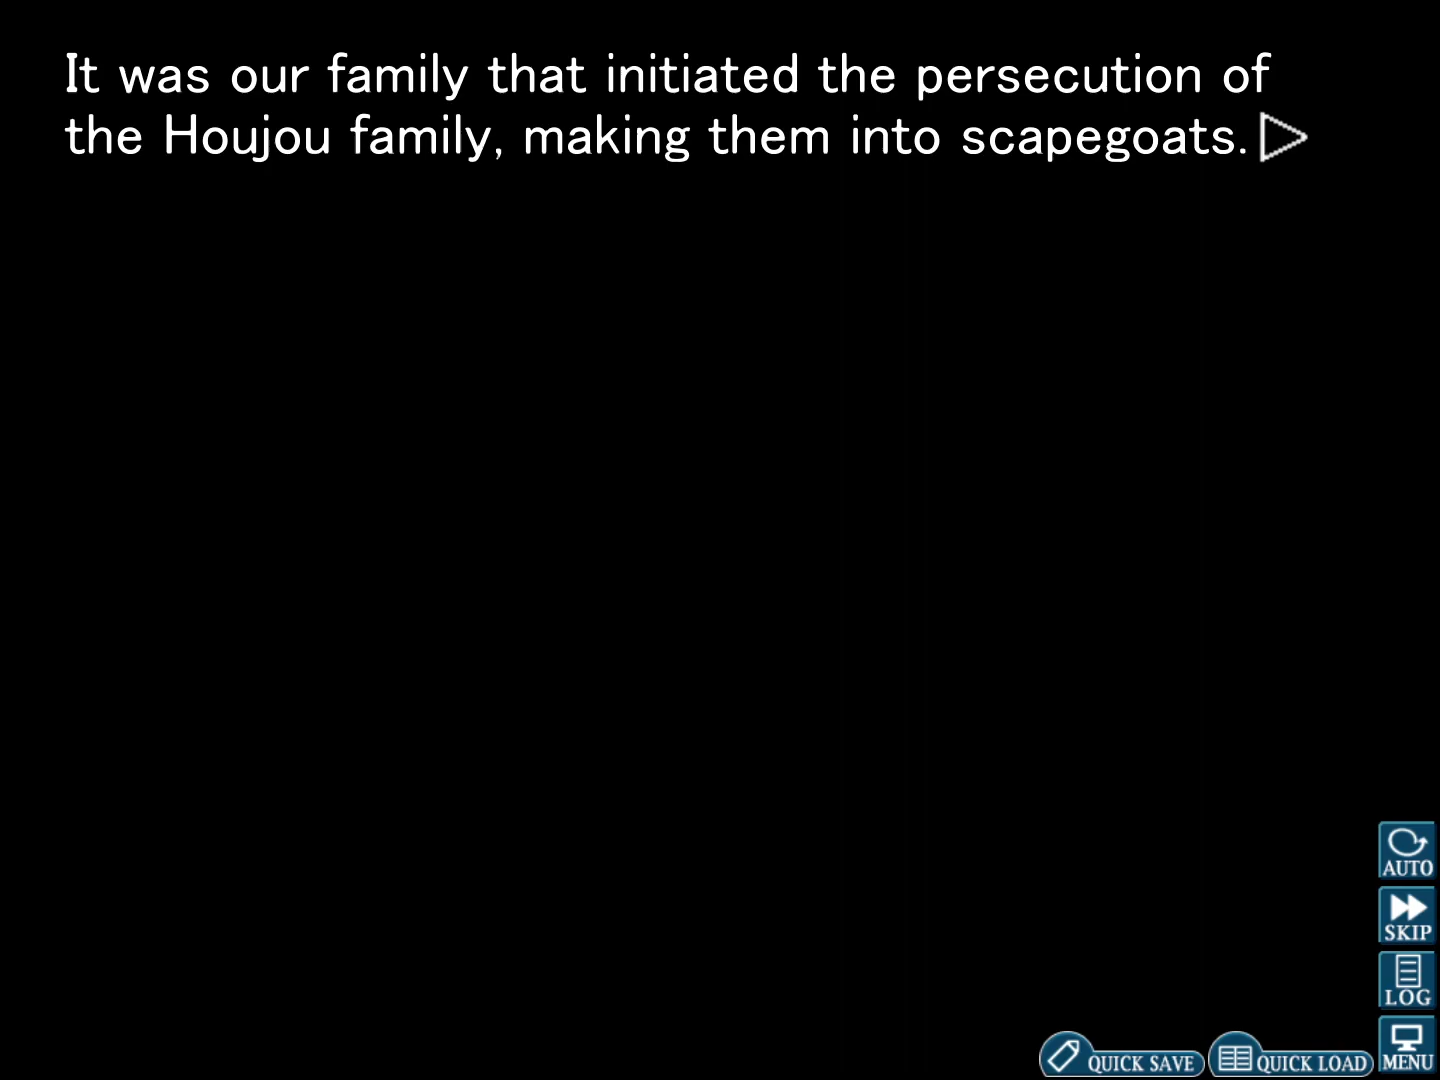 It was our family that initiated the persecution of
the Houjou family, making them into scapegoats.
AUTO
SKIP
LOG
MENU
QUICK SAVE
QUICK LOAD